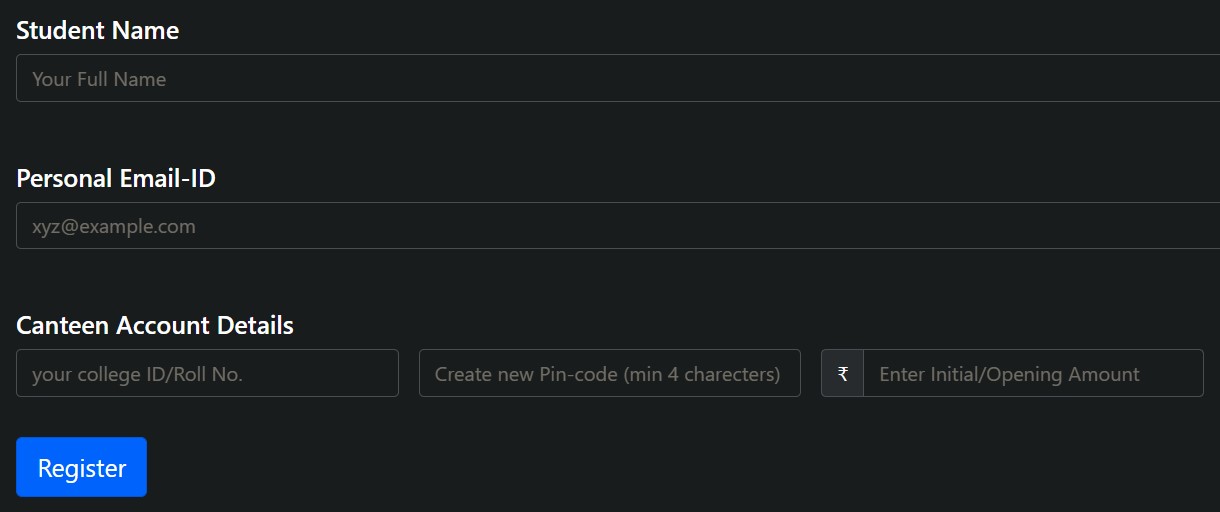 Student Name
Your Full Name
Personal Email-ID
xyz@example.com
Canteen Account Details
your college ID/Roll No.
Create new Pin-code (min 4 charecters)
₹
Enter Initial/Opening Amount
Register